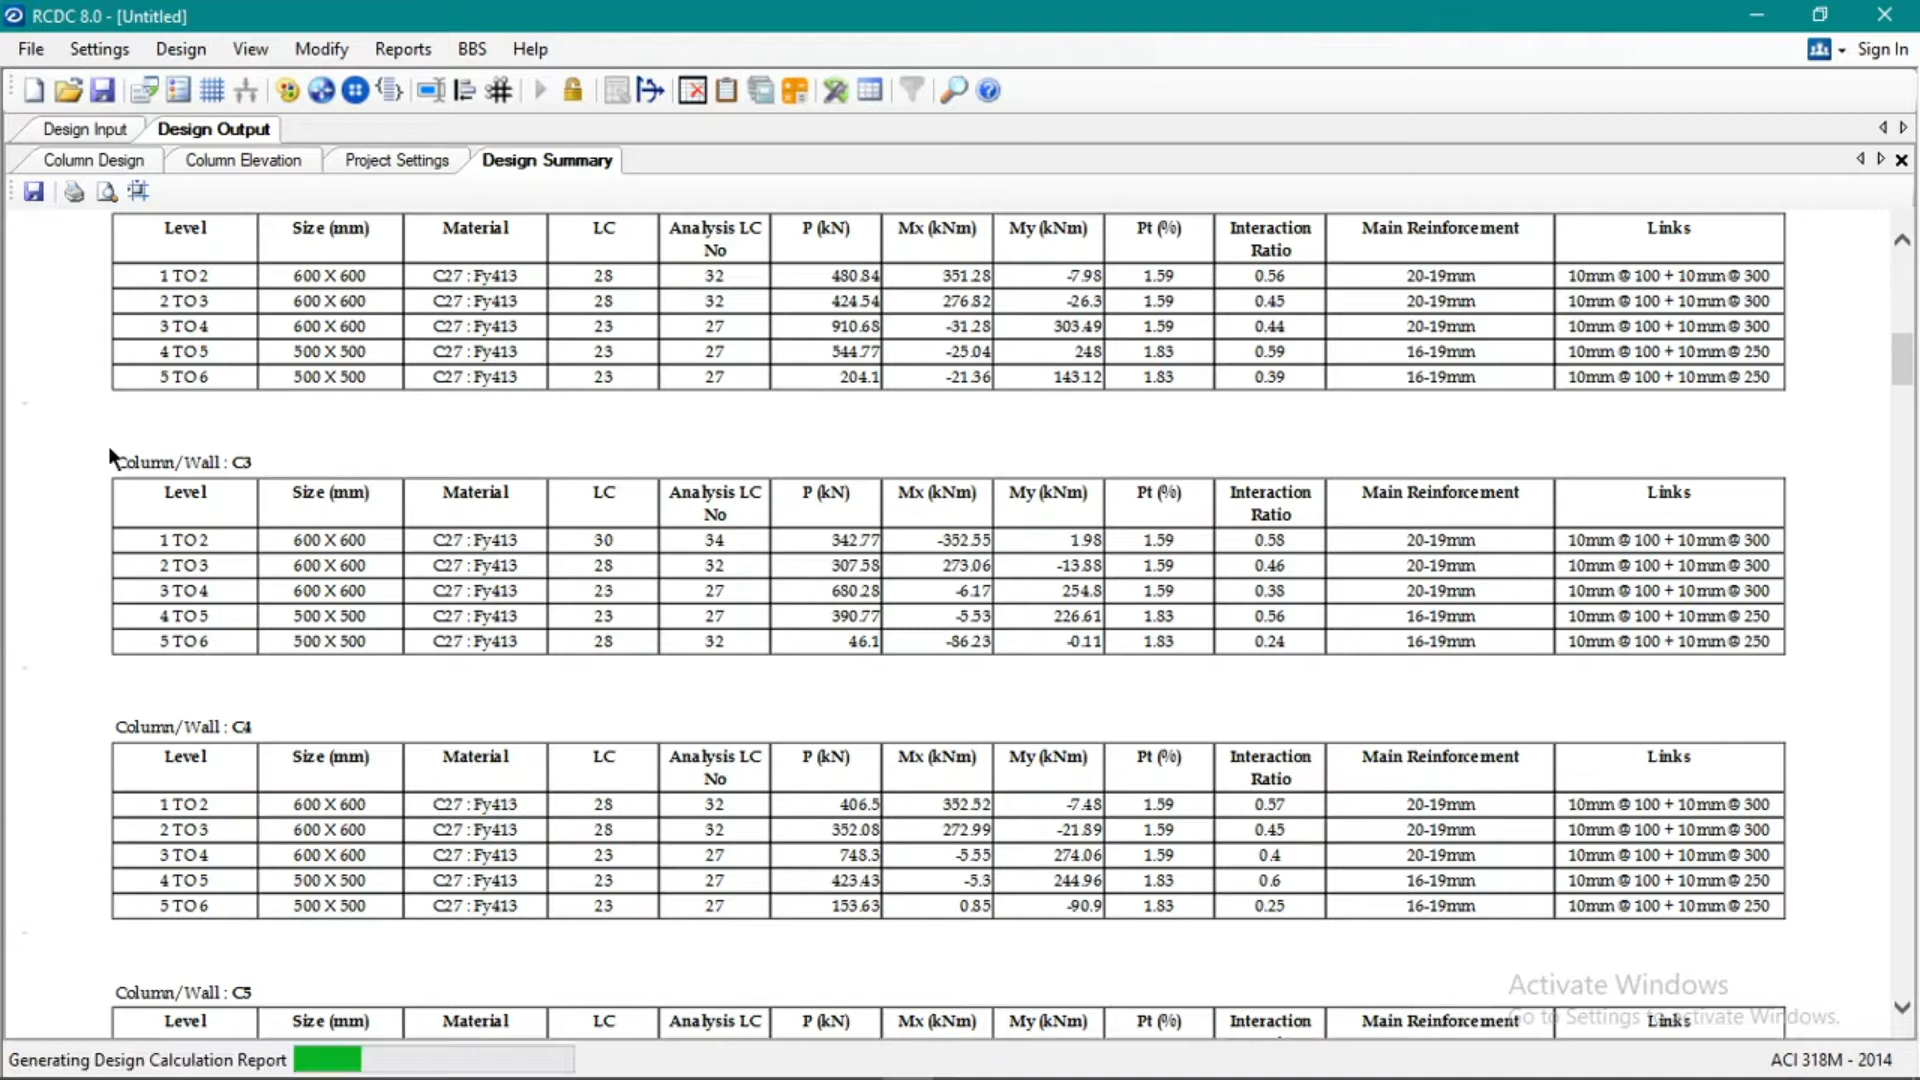 RCDC 8.0 - [Untitled]
File Settings Design View Modify Reports BBS Help Sign In
Design Input Design Output
Column Design Column Elevation Project Settings Design Summary
Level Size (mm) Material LC Analysis LC No P (kN) Mx (kNm) My (kNm) Pt (%) Interaction Ratio Main Reinforcement Links
1 TO 2 600 X 600 C27 : Fy413 28 32 480.84 351.28 -7.98 1.59 0.56 20-19mm 10mm @ 100 + 10mm @ 300
2 TO 3 600 X 600 C27 : Fy413 28 32 424.54 276.82 -26.3 1.59 0.45 20-19mm 10mm @ 100 + 10mm @ 300
3 TO 4 600 X 600 C27 : Fy413 23 27 910.68 -31.28 303.49 1.59 0.44 20-19mm 10mm @ 100 + 10mm @ 300
4 TO 5 500 X 500 C27 : Fy413 23 27 544.77 -25.04 248 1.83 0.59 16-19mm 10mm @ 100 + 10mm @ 250
5 TO 6 500 X 500 C27 : Fy413 23 27 204.1 -21.36 143.12 1.83 0.39 16-19mm 10mm @ 100 + 10mm @ 250
Column/Wall : C3
Level Size (mm) Material LC Analysis LC No P (kN) Mx (kNm) My (kNm) Pt (%) Interaction Ratio Main Reinforcement Links
1 TO 2 600 X 600 C27 : Fy413 30 34 342.77 -352.55 1.98 1.59 0.58 20-19mm 10mm @ 100 + 10mm @ 300
2 TO 3 600 X 600 C27 : Fy413 28 32 307.58 273.06 -13.88 1.59 0.46 20-19mm 10mm @ 100 + 10mm @ 300
3 TO 4 600 X 600 C27 : Fy413 23 27 680.28 -6.17 254.8 1.59 0.38 20-19mm 10mm @ 100 + 10mm @ 300
4 TO 5 500 X 500 C27 : Fy413 23 27 390.77 -5.53 226.61 1.83 0.56 16-19mm 10mm @ 100 + 10mm @ 250
5 TO 6 500 X 500 C27 : Fy413 28 32 46.1 -86.23 -0.11 1.83 0.24 16-19mm 10mm @ 100 + 10mm @ 250
Column/Wall : C4
Level Size (mm) Material LC Analysis LC No P (kN) Mx (kNm) My (kNm) Pt (%) Interaction Ratio Main Reinforcement Links
1 TO 2 600 X 600 C27 : Fy413 28 32 406.5 352.52 -7.48 1.59 0.57 20-19mm 10mm @ 100 + 10mm @ 300
2 TO 3 600 X 600 C27 : Fy413 28 32 352.08 272.99 -21.89 1.59 0.45 20-19mm 10mm @ 100 + 10mm @ 300
3 TO 4 600 X 600 C27 : Fy413 23 27 748.3 -5.55 274.06 1.59 0.4 20-19mm 10mm @ 100 + 10mm @ 300
4 TO 5 500 X 500 C27 : Fy413 23 27 423.43 -5.3 244.96 1.83 0.6 16-19mm 10mm @ 100 + 10mm @ 250
5 TO 6 500 X 500 C27 : Fy413 23 27 153.63 0.85 -90.9 1.83 0.25 16-19mm 10mm @ 100 + 10mm @ 250
Column/Wall : C5
Level Size (mm) Material LC Analysis LC P (kN) Mx (kNm) My (kNm) Pt (%) Interaction Main Reinforcement Links
Activate Windows
Go to Settings to activate Windows.
Generating Design Calculation Report ACI 318M - 2014